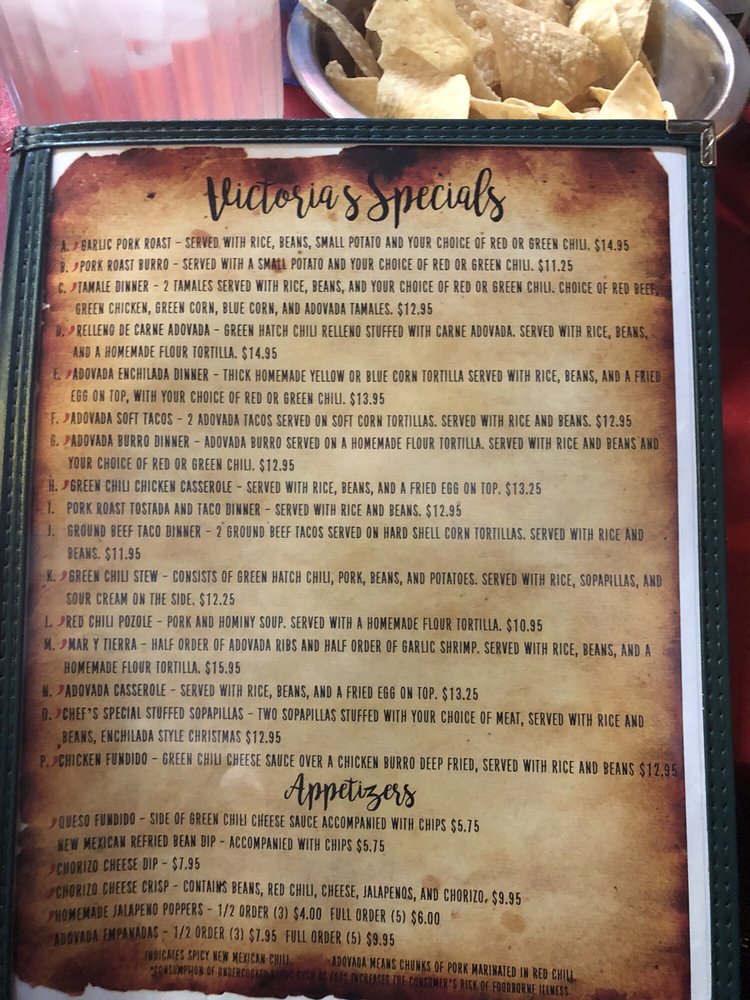 Victoria's Specials
A. GARLIC PORK ROAST - SERVED WITH RICE, BEANS, SMALL POTATO AND YOUR CHOICE OF RED OR GREEN CHILI. $14.95
B. PORK ROAST BURRO - SERVED WITH A SMALL POTATO AND YOUR CHOICE OF RED OR GREEN CHILI. $11.25
C. TAMALE DINNER - 2 TAMALES SERVED WITH RICE, BEANS, AND YOUR CHOICE OF RED OR GREEN CHILI. CHOICE OF RED BEEF,
GREEN CHICKEN, GREEN CORN, BLUE CORN, AND ADOVADA TAMALES. $12.95
D. RELLENO DE CARNE ADOVADA - GREEN HATCH CHILI RELLENO STUFFED WITH CARNE ADOVADA. SERVED WITH RICE, BEANS,
AND A HOMEMADE FLOUR TORTILLA. $14.95
E. ADOVADA ENCHILADA DINNER - THICK HOMEMADE YELLOW OR BLUE CORN TORTILLA SERVED WITH RICE, BEANS, AND A FRIED
EGG ON TOP, WITH YOUR CHOICE OF RED OR GREEN CHILI. $13.95
F. ADOVADA SOFT TACOS - 2 ADOVADA TACOS SERVED ON SOFT CORN TORTILLAS. SERVED WITH RICE AND BEANS. $12.95
G. ADOVADA BURRO DINNER - ADOVADA BURRO SERVED ON A HOMEMADE FLOUR TORTILLA. SERVED WITH RICE AND BEANS AND
YOUR CHOICE OF RED OR GREEN CHILI. $12.95
H. GREEN CHILI CHICKEN CASSEROLE - SERVED WITH RICE, BEANS, AND A FRIED EGG ON TOP. $13.25
I. PORK ROAST TOSTADA AND TACO DINNER - SERVED WITH RICE AND BEANS. $12.95
J. GROUND BEEF TACO DINNER - 2 GROUND BEEF TACOS SERVED ON HARD SHELL CORN TORTILLAS. SERVED WITH RICE AND
BEANS. $11.95
K. GREEN CHILI STEW - CONSISTS OF GREEN HATCH CHILI, PORK, BEANS, AND POTATOES. SERVED WITH RICE, SOPAPILLAS, AND
SOUR CREAM ON THE SIDE. $12.25
L. RED CHILI POZOLE - PORK AND HOMINY SOUP. SERVED WITH A HOMEMADE FLOUR TORTILLA. $10.95
M. MAR Y TIERRA - HALF ORDER OF ADOVADA RIBS AND HALF ORDER OF GARLIC SHRIMP. SERVED WITH RICE, BEANS, AND A
HOMEMADE FLOUR TORTILLA. $15.95
N. ADOVADA CASSEROLE - SERVED WITH RICE, BEANS, AND A FRIED EGG ON TOP. $13.25
O. CHEF'S SPECIAL STUFFED SOPAPILLAS - TWO SOPAPILLAS STUFFED WITH YOUR CHOICE OF MEAT, SERVED WITH RICE AND
BEANS, ENCHILADA STYLE CHRISTMAS $12.95
P. CHICKEN FUNDIDO - GREEN CHILI CHEESE SAUCE OVER A CHICKEN BURRO DEEP FRIED, SERVED WITH RICE AND BEANS $12.95
Appetizers
QUESO FUNDIDO - SIDE OF GREEN CHILI CHEESE SAUCE ACCOMPANIED WITH CHIPS $5.75
NEW MEXICAN REFRIED BEAN DIP - ACCOMPANIED WITH CHIPS $5.75
CHORIZO CHEESE DIP - $7.95
CHORIZO CHEESE CRISP - CONTAINS BEANS, RED CHILI, CHEESE, JALAPENOS, AND CHORIZO, $9.95
HOMEMADE JALAPENO POPPERS - 1/2 ORDER (3) $4.00 FULL ORDER (5) $6.00
ADOVADA EMPANADAS - 1/2 ORDER (3) $7.95 FULL ORDER (5) $9.95
INDICATES SPICY NEW MEXICAN CHILI. ADOVADA MEANS CHUNKS OF PORK MARINATED IN RED CHILI
*CONSUMPTION OF UNDERCOOKED FOODS SUCH AS EGGS INCREASES THE CONSUMER'S RISK OF FOODBORNE ILLNESS